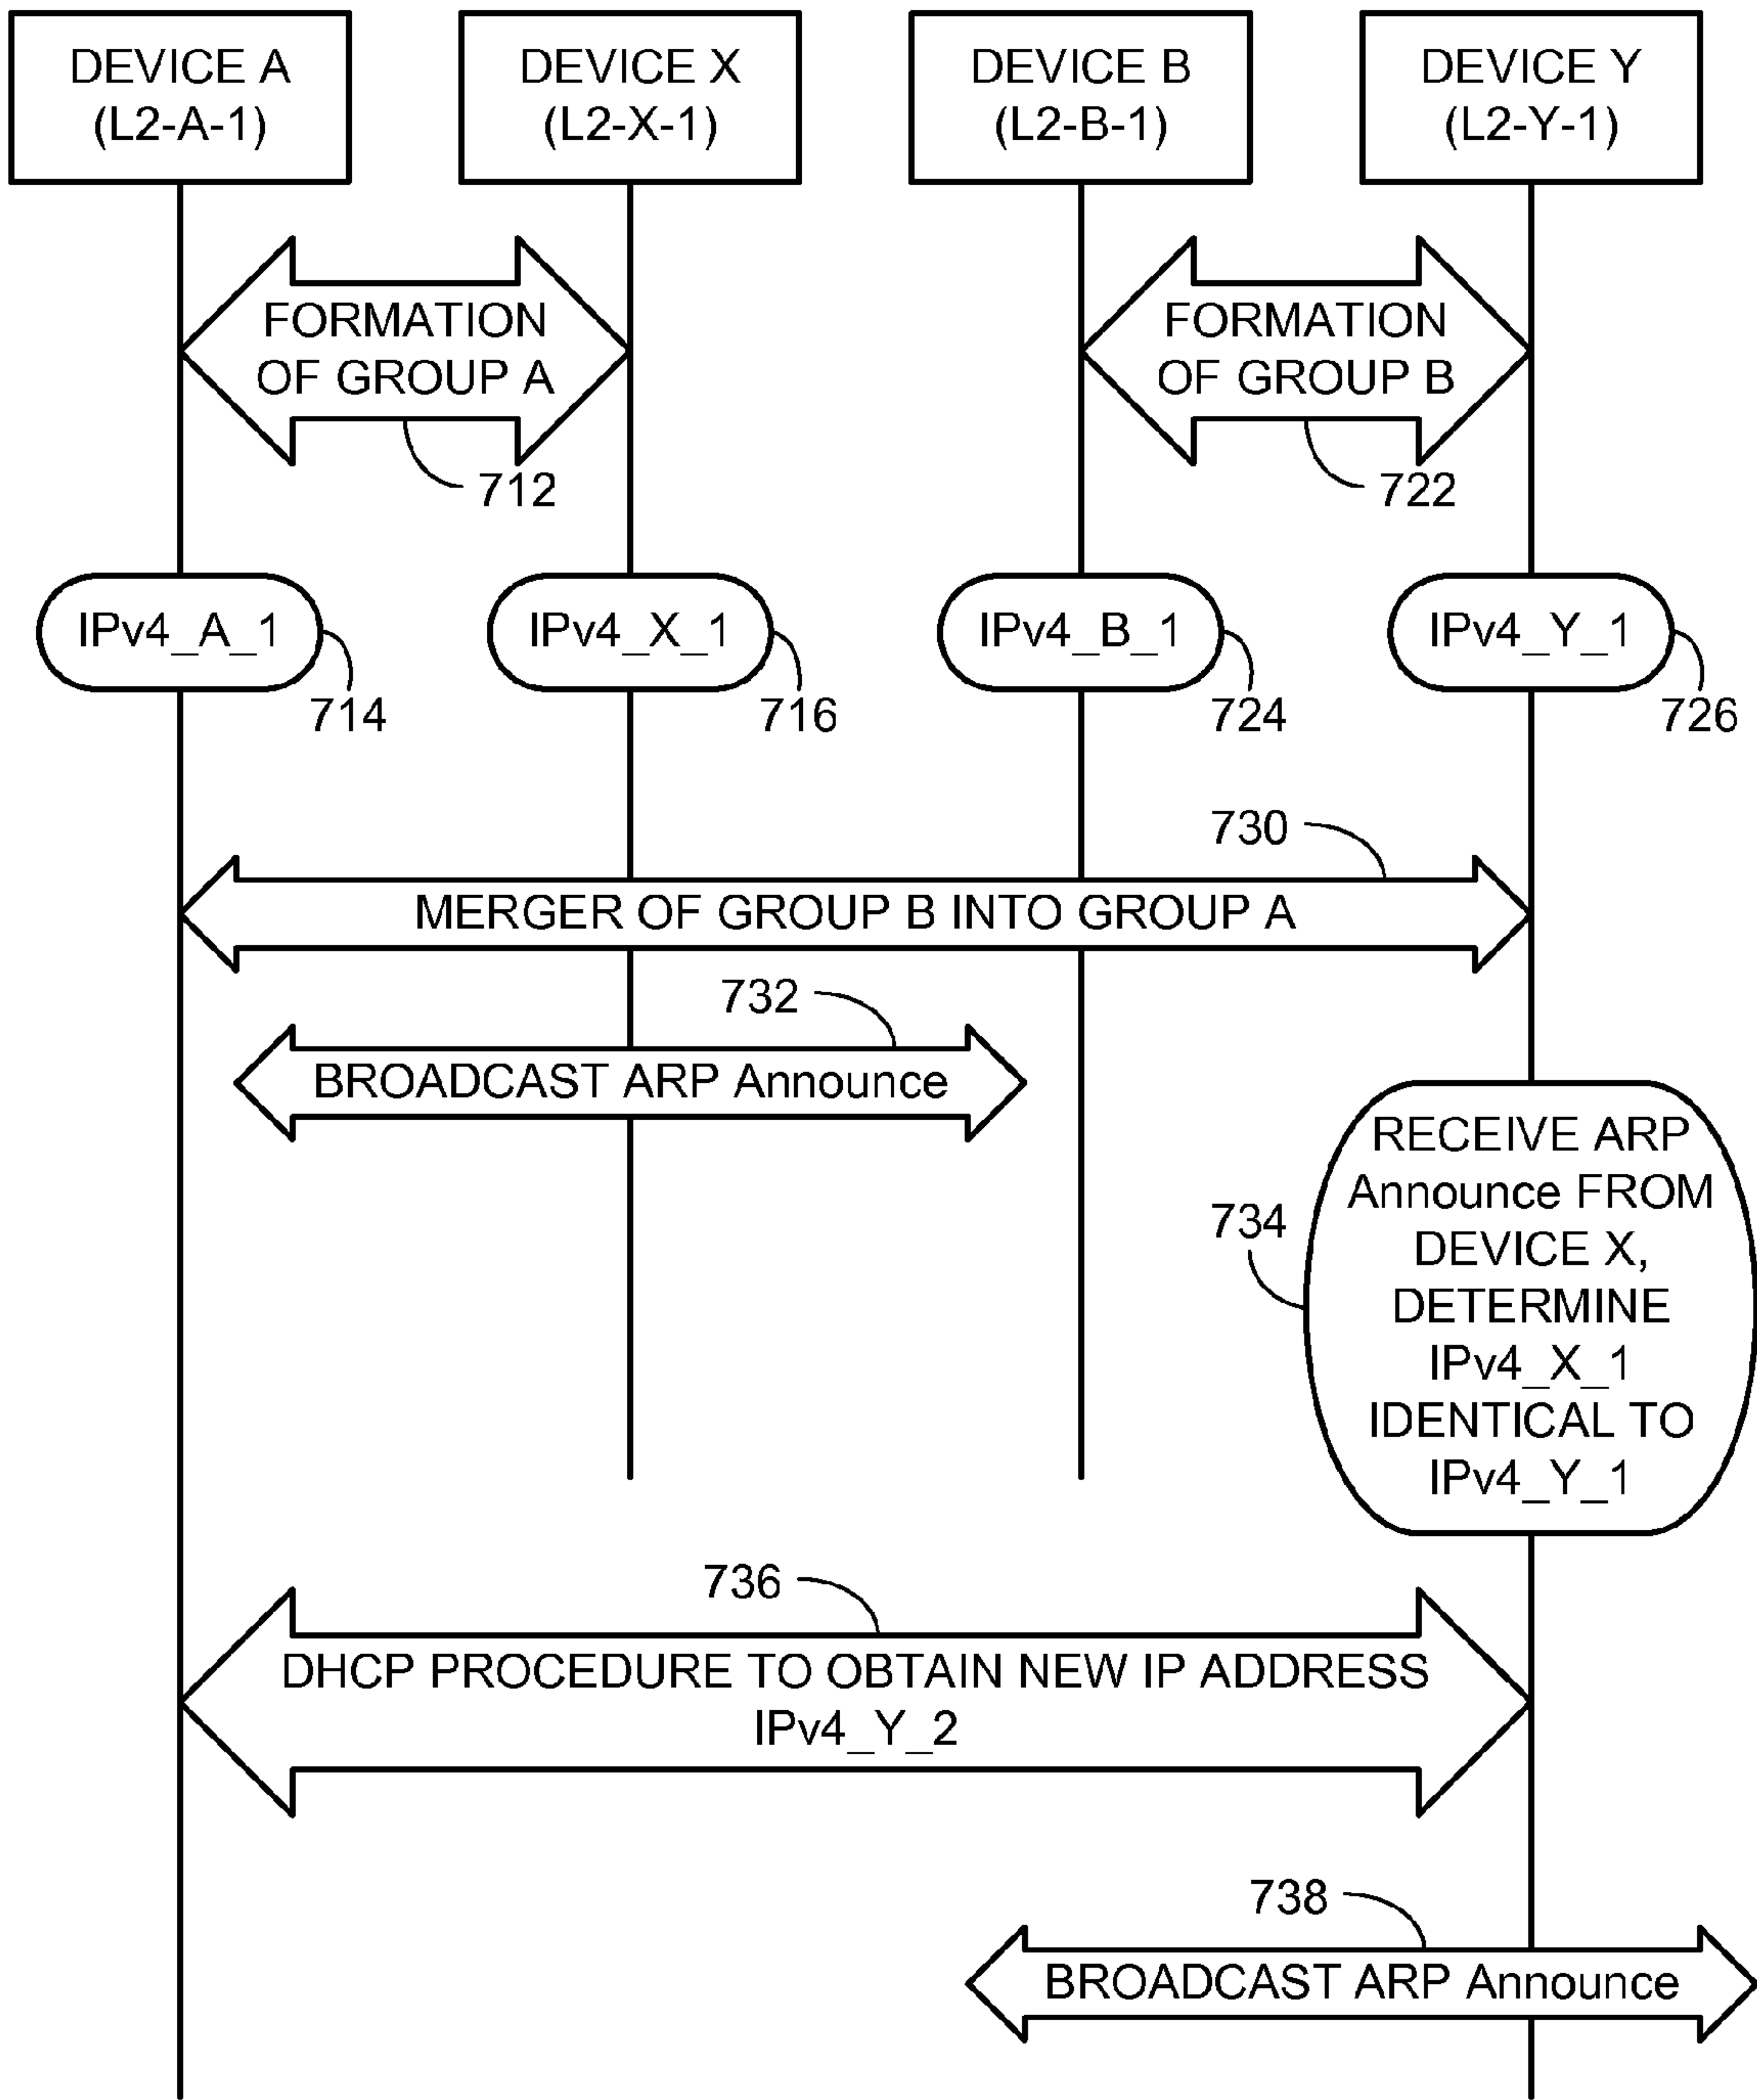 DEVICE A
(L2-A-1)
DEVICE X
(L2-X-1)
DEVICE B
(L2-B-1)
DEVICE Y
(L2-Y-1)
FORMATION
OF GROUP A
712
FORMATION
OF GROUP B
722
IPv4_A_1
714
IPv4_X_1
716
IPv4_B_1
724
IPv4_Y_1
726
730
MERGER OF GROUP B INTO GROUP A
732
BROADCAST ARP Announce
734
RECEIVE ARP
Announce FROM
DEVICE X,
DETERMINE
IPv4_X_1
IDENTICAL TO
IPv4_Y_1
736
DHCP PROCEDURE TO OBTAIN NEW IP ADDRESS
IPv4_Y_2
738
BROADCAST ARP Announce